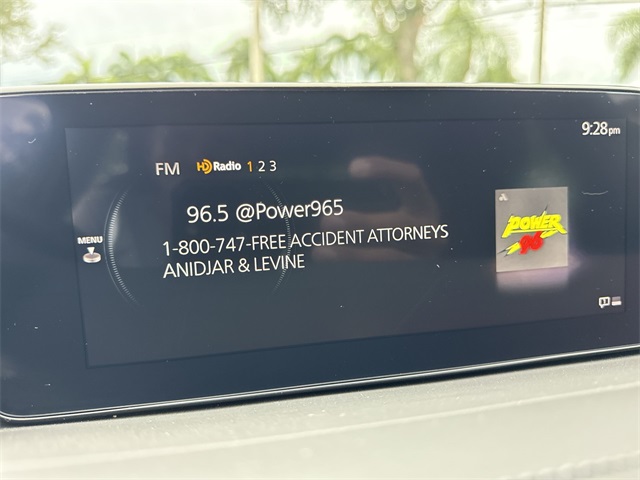 9:28pm
FM HD Radio 1 2 3
96.5 @Power965
MENU
1-800-747-FREE ACCIDENT ATTORNEYS
ANIDJAR & LEVINE
POWER
96